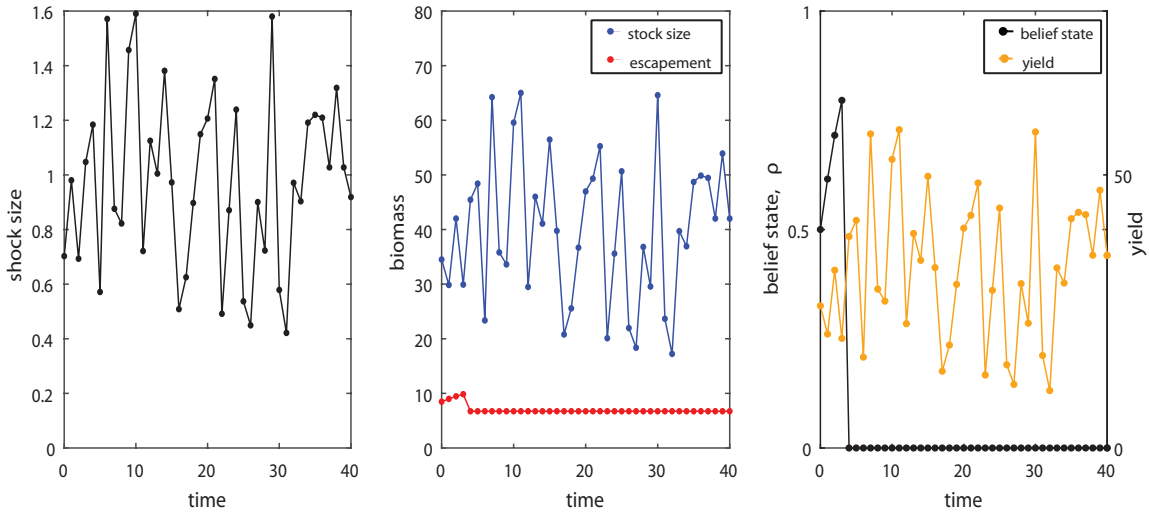 1.6
1.4
1.2
1
0.8
0.6
0.4
0.2
0
shock size
0 10 20 30 40
time
80
70
60
50
40
30
20
10
0
biomass
stock size
escapement
0 10 20 30 40
time
1
0.5
0
belief state, ρ
belief state
yield
50
0
yield
0 10 20 30 40
time